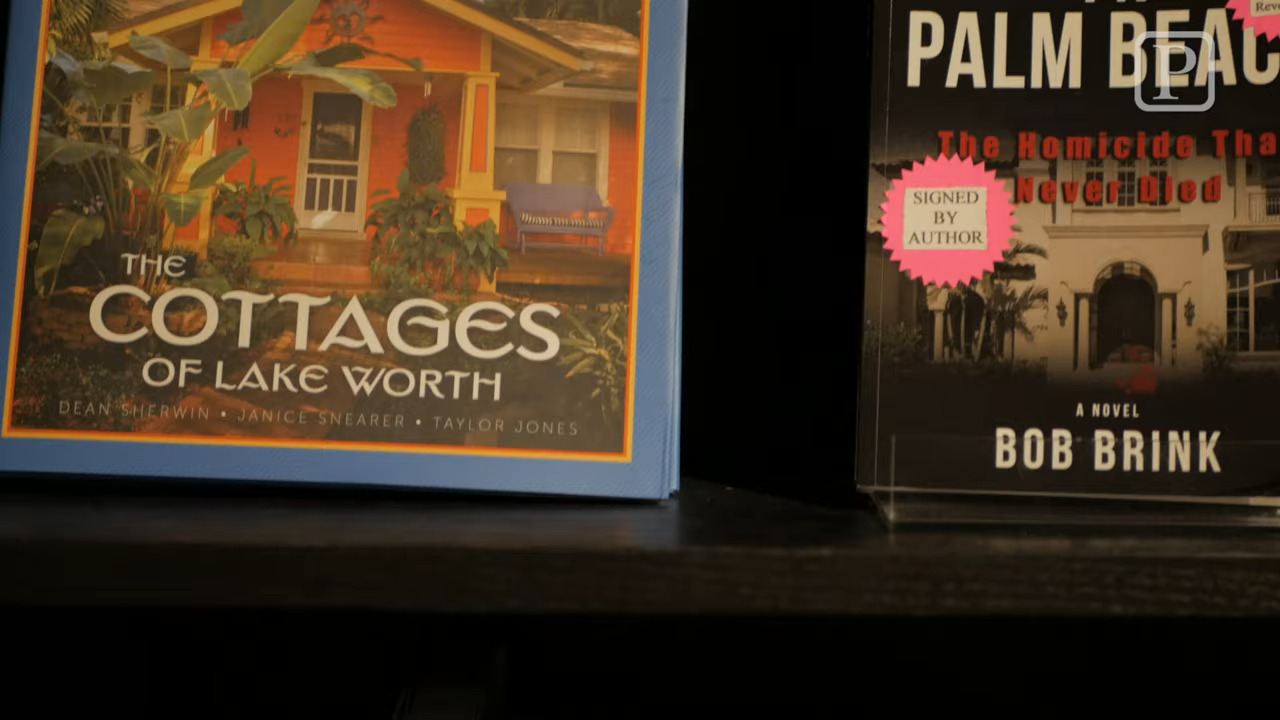 THE
COTTAGES
OF LAKE WORTH
DEAN SHERWIN • JANICE SNEARER • TAYLOR JONES
PALM BEAC
P
The Homicide Tha
Never Died
SIGNED
BY
AUTHOR
A NOVEL
BOB BRINK